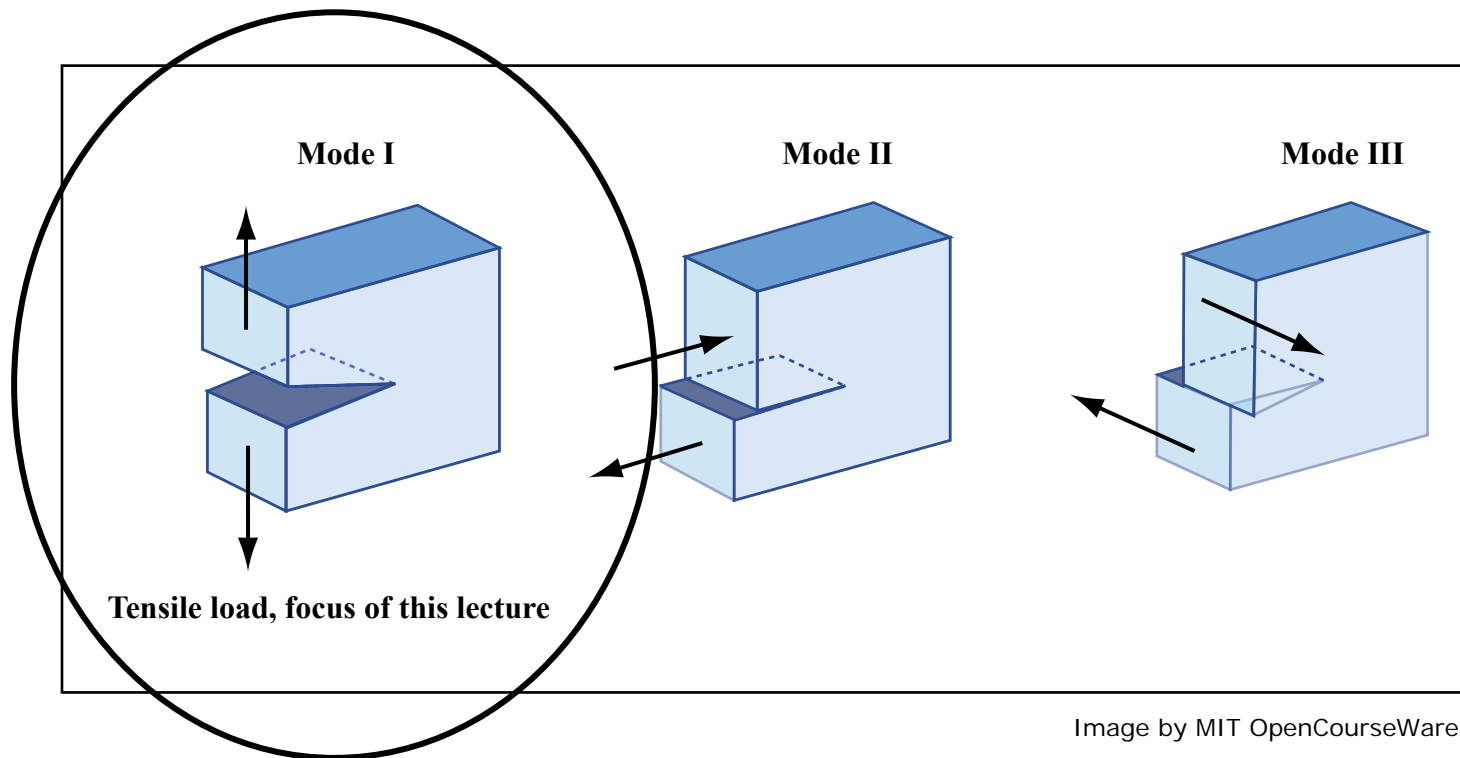 Mode I
Mode II
Mode III
Tensile load, focus of this lecture
Image by MIT OpenCourseWare